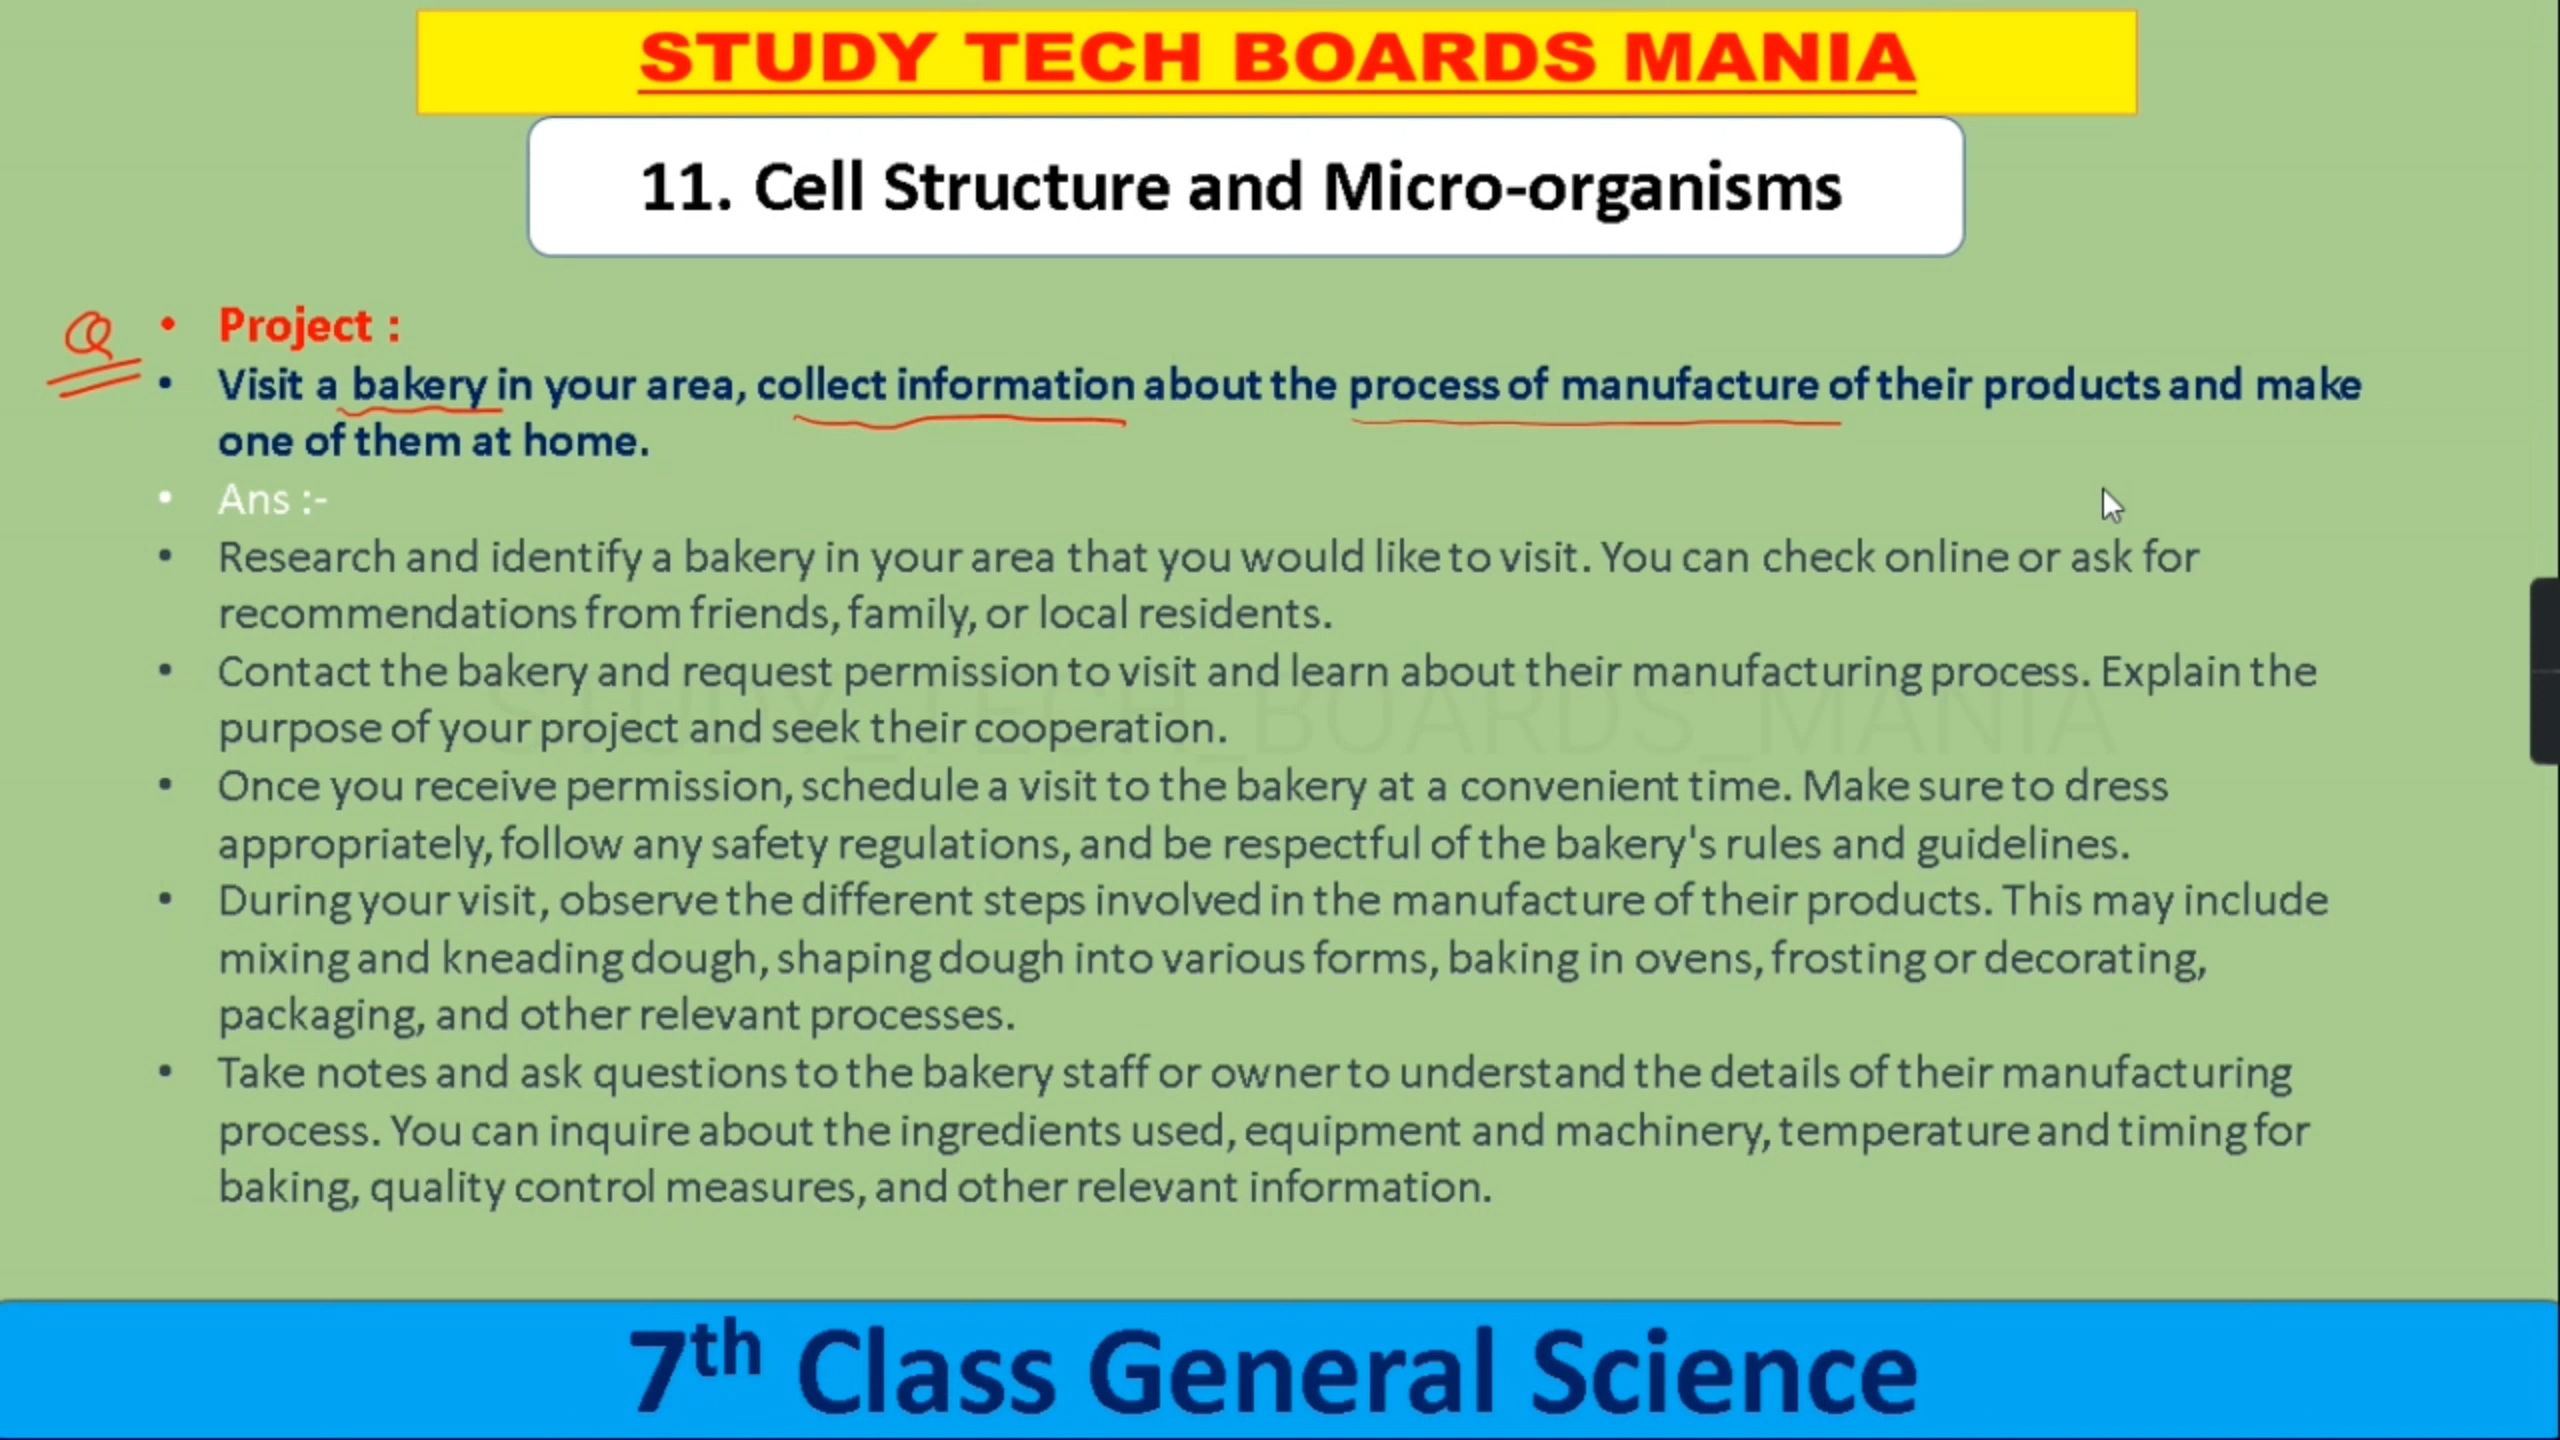 STUDY TECH BOARDS MANIA
11. Cell Structure and Micro-organisms
Q
• Project :
• Visit a bakery in your area, collect information about the process of manufacture of their products and make
one of them at home.
• Ans :-
• Research and identify a bakery in your area that you would like to visit. You can check online or ask for
recommendations from friends, family, or local residents.
• Contact the bakery and request permission to visit and learn about their manufacturing process. Explain the
purpose of your project and seek their cooperation.
STUDY_TECH_BOARDS_MANIA
• Once you receive permission, schedule a visit to the bakery at a convenient time. Make sure to dress
appropriately, follow any safety regulations, and be respectful of the bakery's rules and guidelines.
• During your visit, observe the different steps involved in the manufacture of their products. This may include
mixing and kneading dough, shaping dough into various forms, baking in ovens, frosting or decorating,
packaging, and other relevant processes.
• Take notes and ask questions to the bakery staff or owner to understand the details of their manufacturing
process. You can inquire about the ingredients used, equipment and machinery, temperature and timing for
baking, quality control measures, and other relevant information.
7th Class General Science